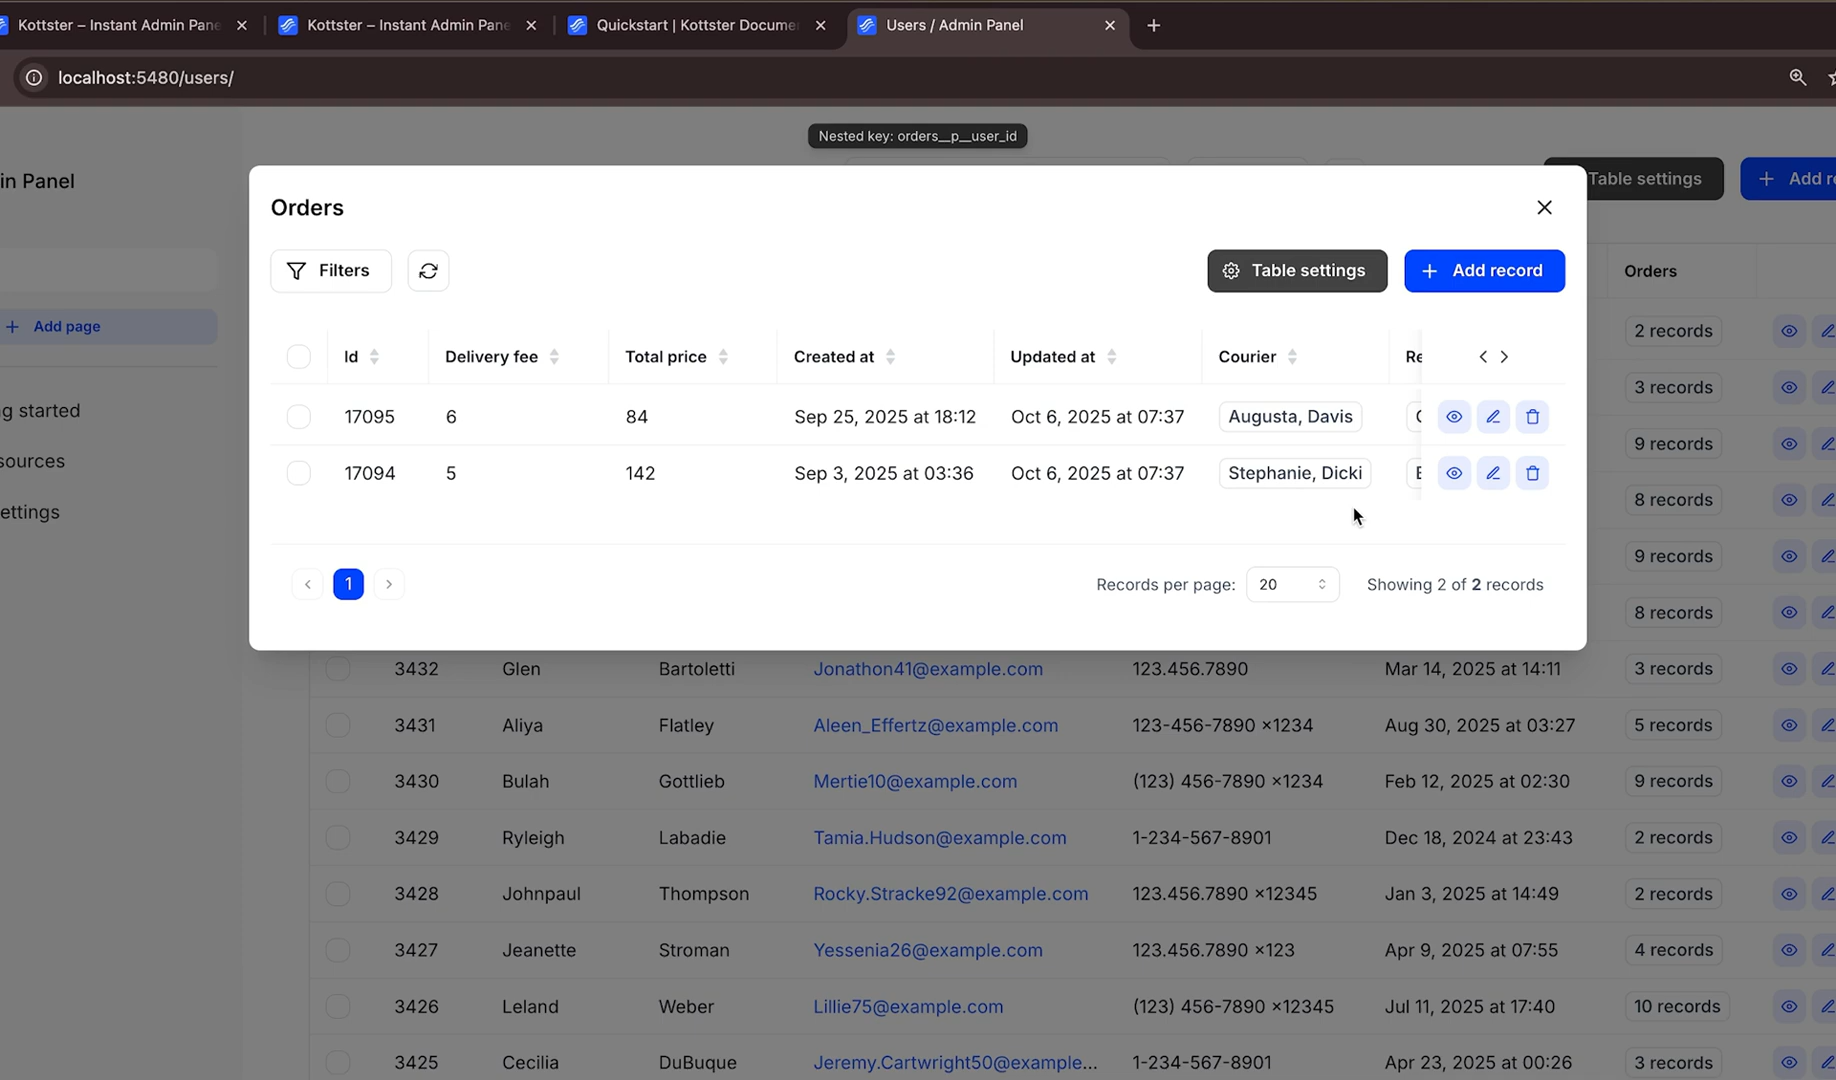 Kottster – Instant Admin Pane
Kottster – Instant Admin Pane
Quickstart | Kottster Docume
Users / Admin Panel
localhost:5480/users/
Nested key: orders__p__user_id
in Panel
Table settings
Add re
Orders
Filters
Table settings
Add record
Orders
Add page
2 records
Id
Delivery fee
Total price
Created at
Updated at
Courier
Re
3 records
g started
17095
6
84
Sep 25, 2025 at 18:12
Oct 6, 2025 at 07:37
Augusta, Davis
9 records
sources
17094
5
142
Sep 3, 2025 at 03:36
Oct 6, 2025 at 07:37
Stephanie, Dicki
8 records
ettings
9 records
1
Records per page:
20
Showing 2 of 2 records
8 records
3432
Glen
Bartoletti
Jonathon41@example.com
123.456.7890
Mar 14, 2025 at 14:11
3 records
3431
Aliya
Flatley
Aleen_Effertz@example.com
123-456-7890 x1234
Aug 30, 2025 at 03:27
5 records
3430
Bulah
Gottlieb
Mertie10@example.com
(123) 456-7890 x1234
Feb 12, 2025 at 02:30
9 records
3429
Ryleigh
Labadie
Tamia.Hudson@example.com
1-234-567-8901
Dec 18, 2024 at 23:43
2 records
3428
Johnpaul
Thompson
Rocky.Stracke92@example.com
123.456.7890 x12345
Jan 3, 2025 at 14:49
2 records
3427
Jeanette
Stroman
Yessenia26@example.com
123.456.7890 x123
Apr 9, 2025 at 07:55
4 records
3426
Leland
Weber
Lillie75@example.com
(123) 456-7890 x12345
Jul 11, 2025 at 17:40
10 records
3425
Cecilia
DuBuque
Jeremy.Cartwright50@example...
1-234-567-8901
Apr 23, 2025 at 00:26
3 records